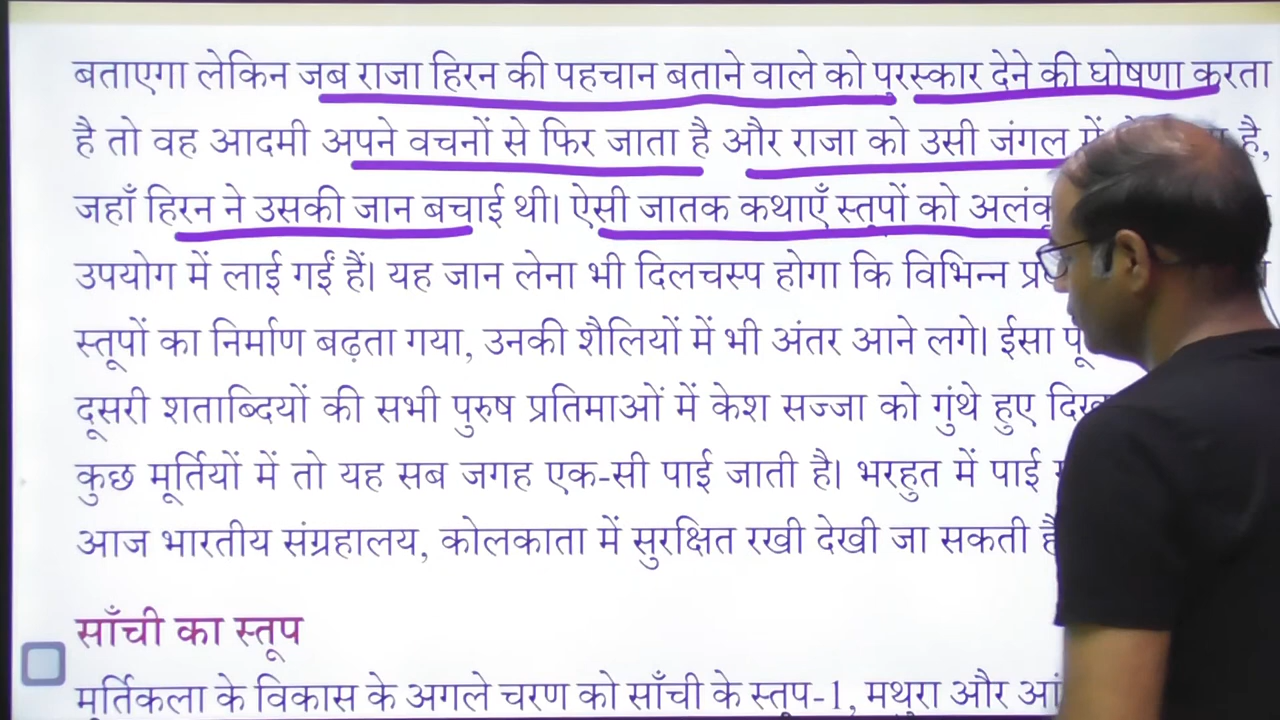 बताएगा लेकिन जब राजा हिरन की पहचान बताने वाले को पुरस्कार देने की घोषणा करता
है तो वह आदमी अपने वचनों से फिर जाता है और राजा को उसी जंगल में है,
जहाँ हिरन ने उसकी जान बचाई थी। ऐसी जातक कथाएँ स्तूपों को
उपयोग में लाई गईं हैं। यह जान लेना भी दिलचस्प होगा कि विभिन्न
स्तूपों का निर्माण बढ़ता गया, उनकी शैलियों में भी अंतर आने लगे। ईसा
दूसरी शताब्दियों की सभी पुरुष प्रतिमाओं में केश सज्जा को गुंथे हुए
कुछ मूर्तियों में तो यह सब जगह एक-सी पाई जाती है। भरहुत में पाई
आज भारतीय संग्रहालय, कोलकाता में सुरक्षित रखी देखी जा सकती
साँची का स्तूप
मूर्तिकला के विकास के अगले चरण को साँची के स्तूप-1, मथुरा और